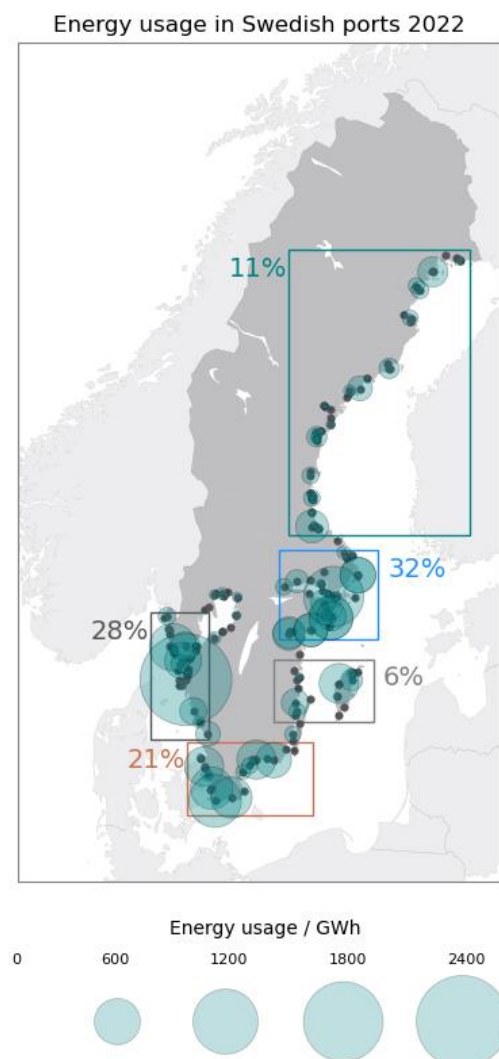 Energy usage in Swedish ports 2022
11%
32%
28%
6%
21%
Energy usage / GWh
0 600 1200 1800 2400